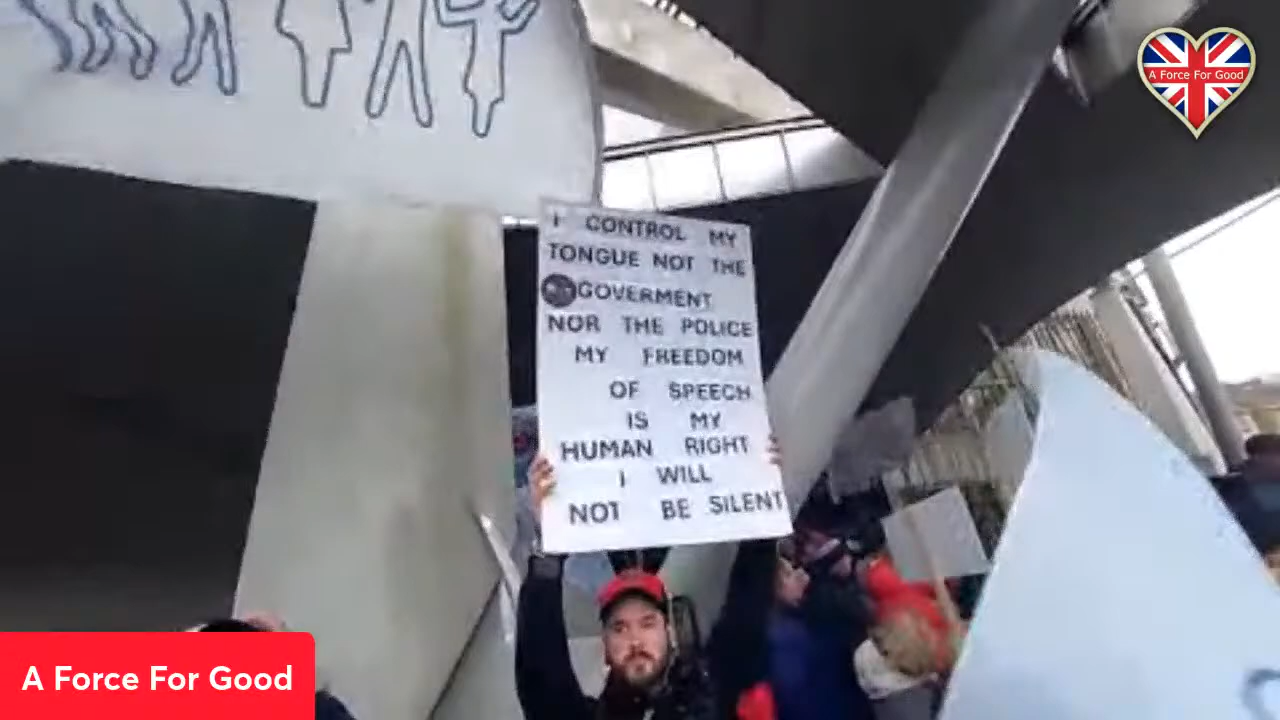 A Force For Good
I CONTROL MY
TONGUE NOT THE
GOVERMENT
NOR THE POLICE
MY FREEDOM
OF SPEECH
IS MY
HUMAN RIGHT
I WILL
NOT BE SILENT
A Force For Good